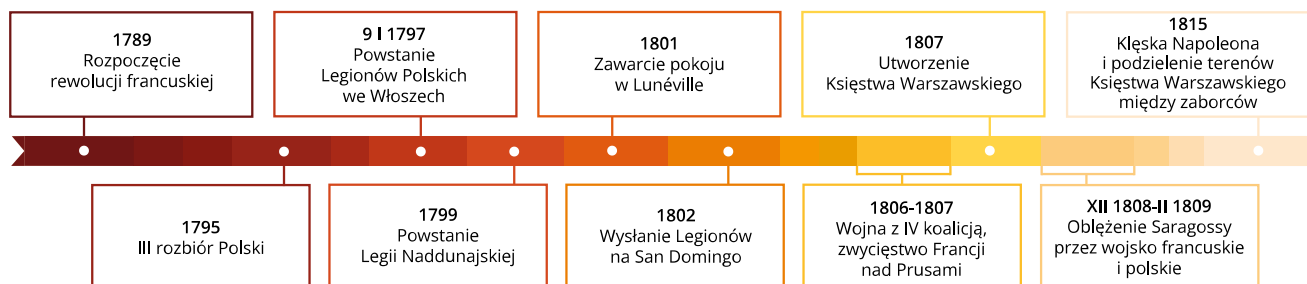 1789
Rozpoczęcie
rewolucji francuskiej
9 I 1797
Powstanie
Legionów Polskich
we Włoszech
1801
Zawarcie pokoju
w Lunéville
1807
Utworzenie
Księstwa Warszawskiego
1815
Klęska Napoleona
i podzielenie terenów
Księstwa Warszawskiego
między zaborców
1795
III rozbiór Polski
1799
Powstanie
Legii Naddunajskiej
1802
Wysłanie Legionów
na San Domingo
1806-1807
Wojna z IV koalicją,
zwycięstwo Francji
nad Prusami
XII 1808-II 1809
Oblężenie Saragossy
przez wojsko francuskie
i polskie